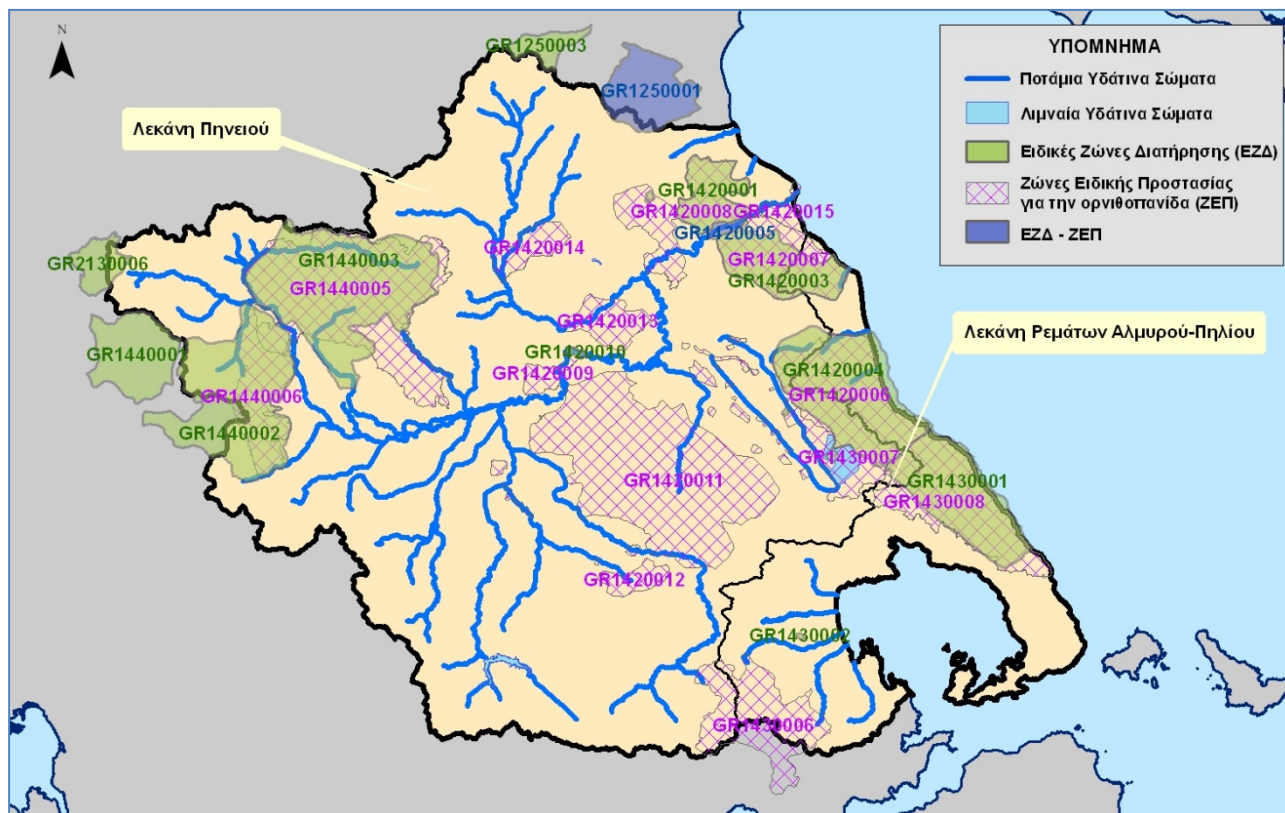 N
ΥΠΟΜΝΗΜΑ
Ποτάμια Υδάτινα Σώματα
Λιμναία Υδάτινα Σώματα
Ειδικές Ζώνες Διατήρησης (ΕΖΔ)
Ζώνες Ειδικής Προστασίας
για την ορνιθοπανίδα (ΖΕΠ)
ΕΖΔ - ΖΕΠ
GR1250003
GR1250001
Λεκάνη Πηνειού
GR1420001
GR1420008
GR1420015
GR1420005
GR1420014
GR1440003
GR2130006
GR1420007
GR1420003
GR1440005
GR1420013
Λεκάνη Ρεμάτων Αλμυρού-Πηλίου
GR1440001
GR1420010
GR1420009
GR1420004
GR1440006
GR1420006
GR1440002
GR1430007
GR1420011
GR1430001
GR1430008
GR1420012
GR1430002
GR1430006